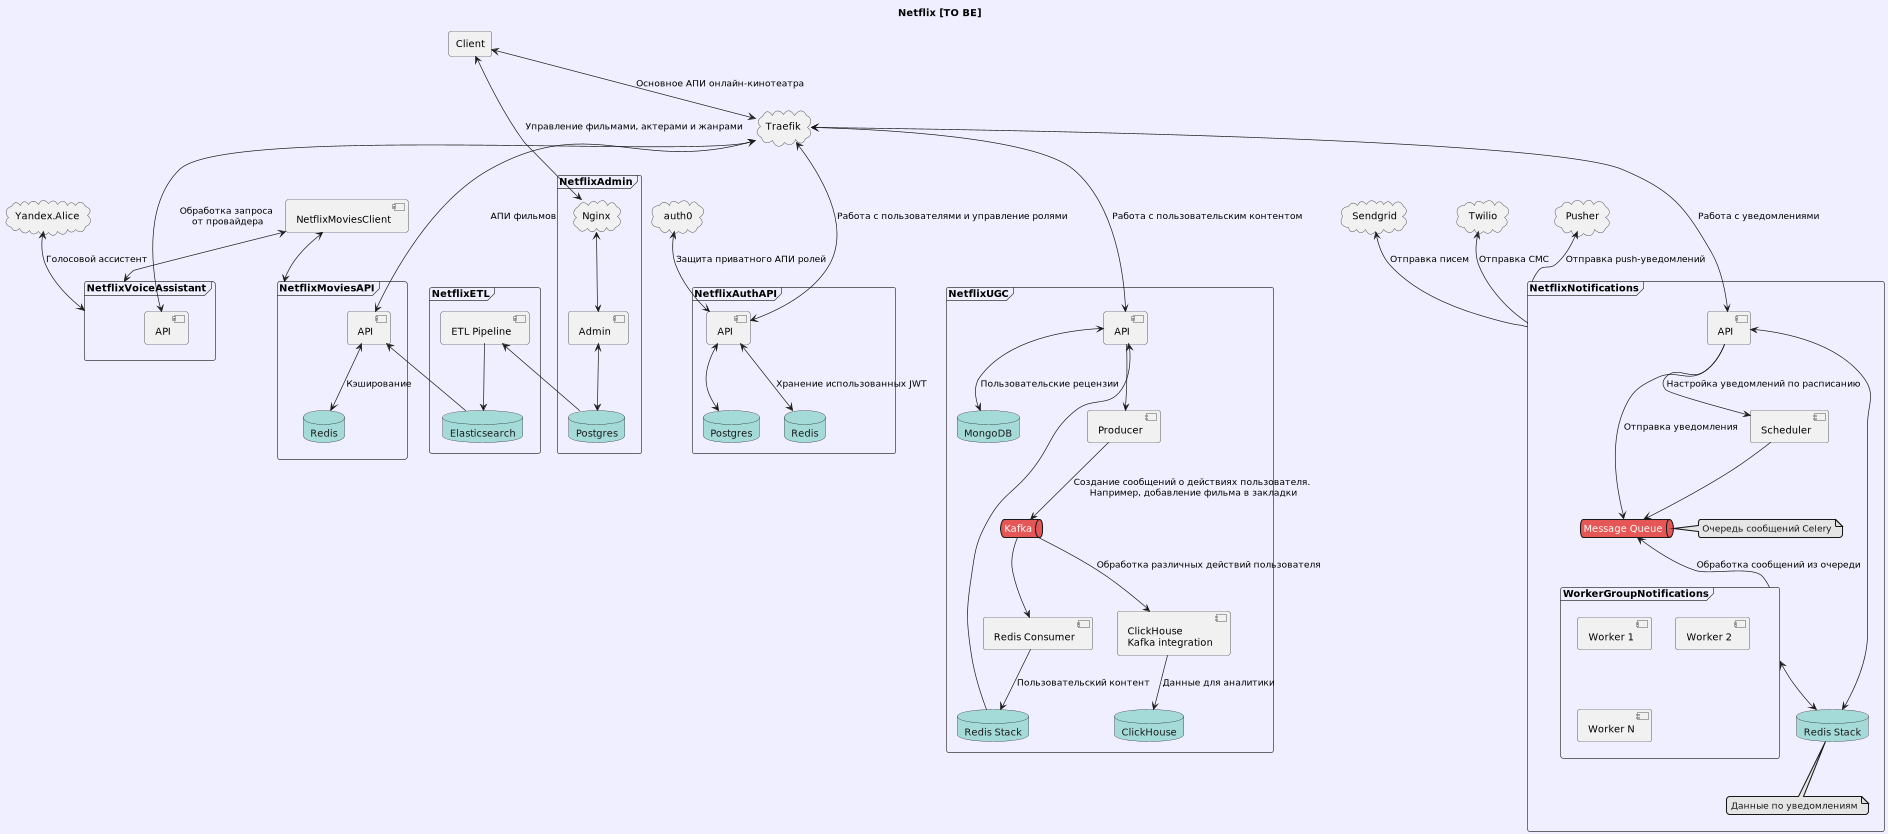 Netflix [TO BE]
Client
Основное АПИ онлайн-кинотеатра
Traefik
Управление фильмами, актерами и жанрами
NetflixAdmin
Yandex.Alice
Обработка запроса
от провайдера
NetflixMoviesClient
АПИ фильмов
Nginx
auth0
Работа с пользователями и управление ролями
Работа с пользовательским контентом
Sendgrid
Twilio
Pusher
Работа с уведомлениями
Голосовой ассистент
Защита приватного АПИ ролей
Отправка писем
Отправка СМС
Отправка push-уведомлений
NetflixVoiceAssistant
NetflixMoviesAPI
NetflixETL
NetflixAuthAPI
NetflixUGC
NetflixNotifications
API
API
ETL Pipeline
Admin
API
API
API
Кэширование
Хранение использованных JWT
Пользовательские рецензии
Настройка уведомлений по расписанию
Redis
Elasticsearch
Postgres
Postgres
Redis
MongoDB
Producer
Отправка уведомления
Scheduler
Создание сообщений о действиях пользователя.
Например, добавление фильма в закладки
Kafka
Message Queue
Очередь сообщений Celery
Обработка различных действий пользователя
Обработка сообщений из очереди
WorkerGroupNotifications
Redis Consumer
ClickHouse
Kafka integration
Worker 1
Worker 2
Пользовательский контент
Данные для аналитики
Redis Stack
ClickHouse
Worker N
Redis Stack
Данные по уведомлениям